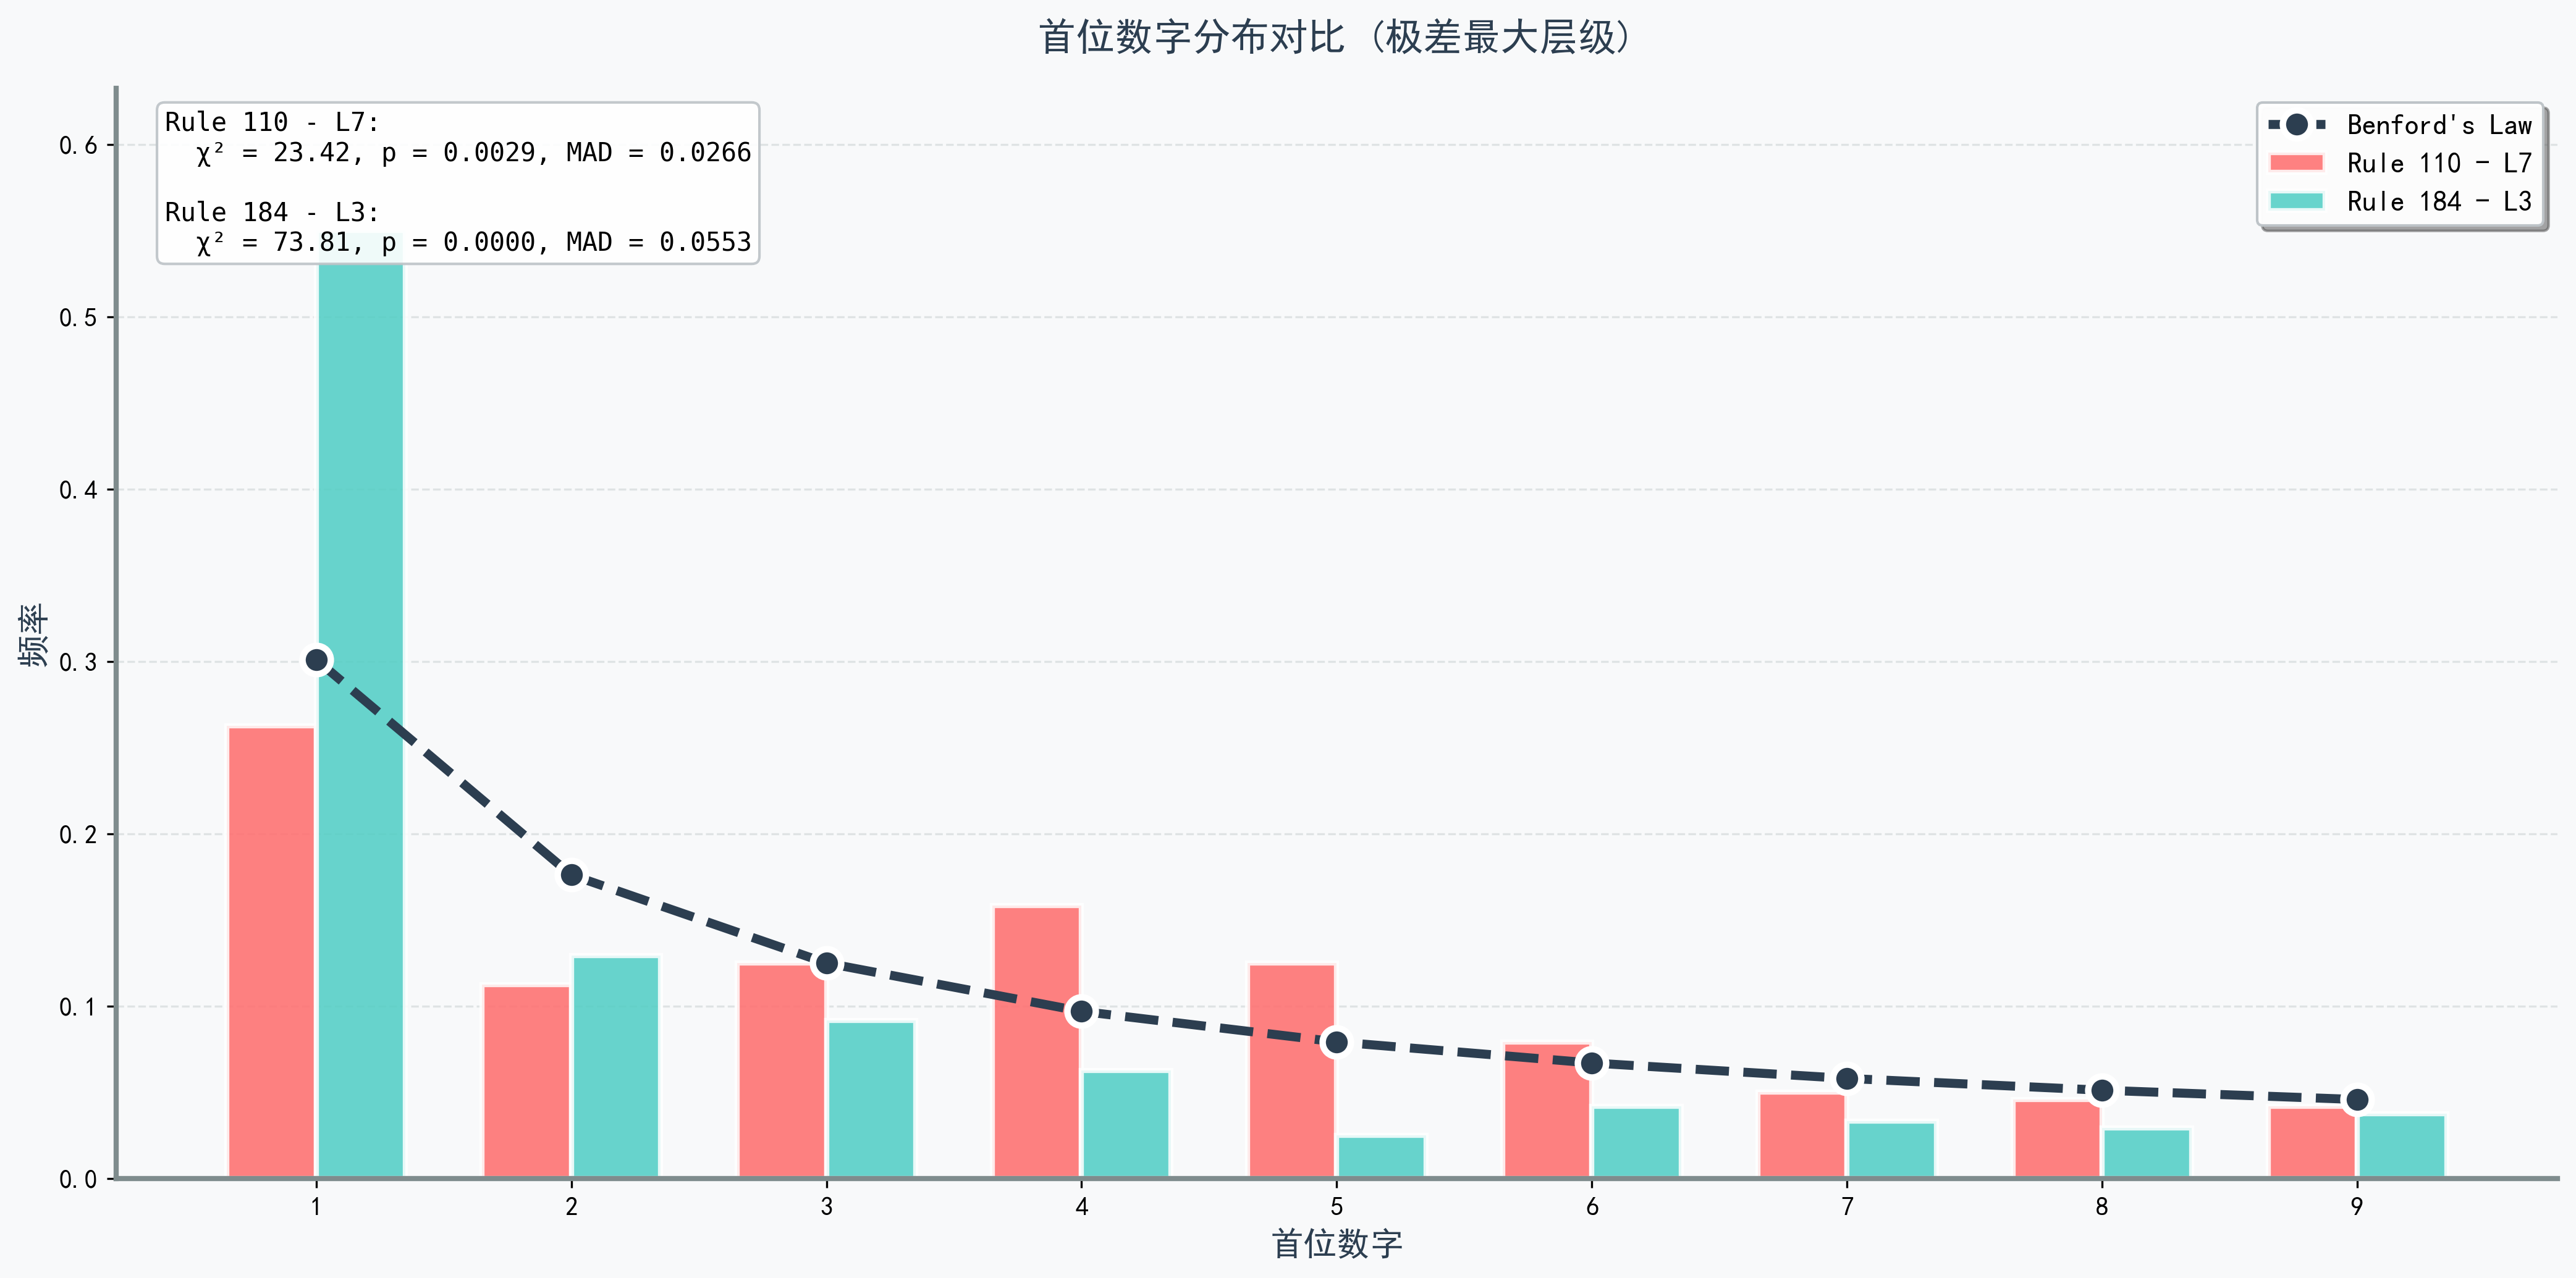 首位数字分布对比 (极差最大层级)
Rule 110 - L7:
χ² = 23.42, p = 0.0029, MAD = 0.0266
Rule 184 - L3:
χ² = 73.81, p = 0.0000, MAD = 0.0553
Benford's Law
Rule 110 - L7
Rule 184 - L3
频率
0.6
0.5
0.4
0.3
0.2
0.1
0.0
1 2 3 4 5 6 7 8 9
首位数字